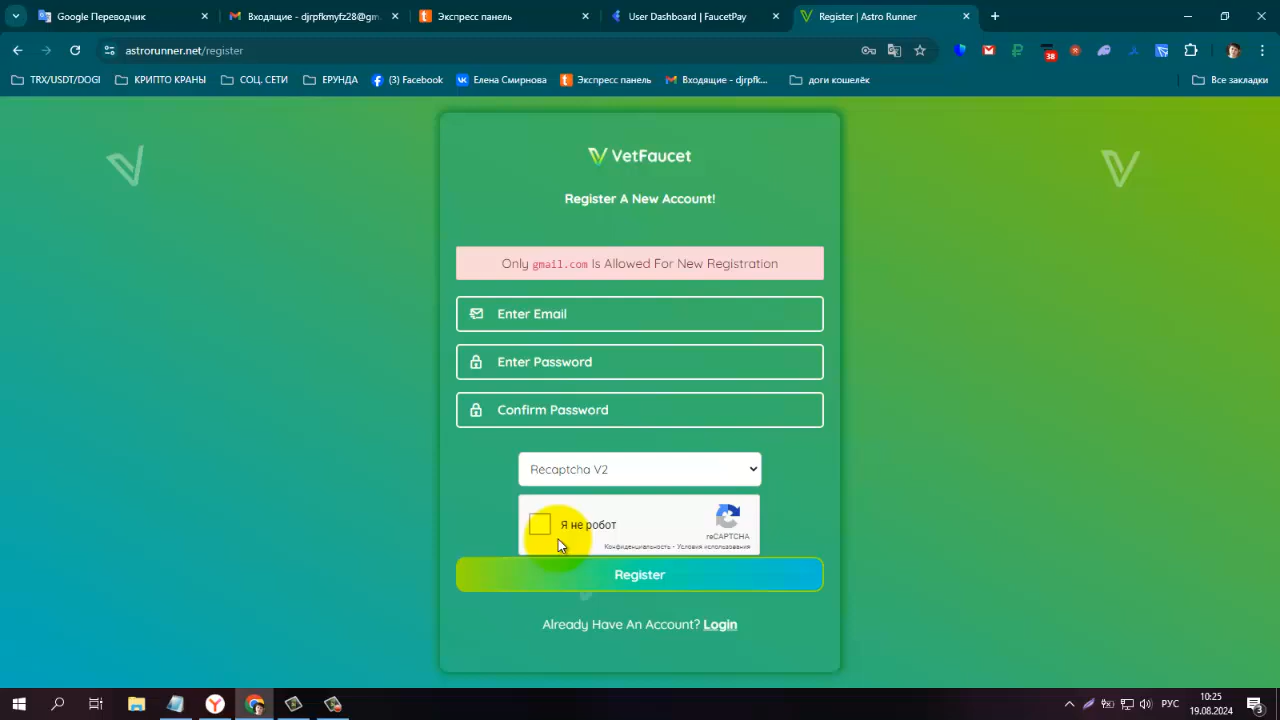 Google Переводчик
Входящие - djrpfkmyfz28@gm
Экспресс панель
User Dashboard | FaucetPay
Register | Astro Runner
astrorunner.net/register
38
TRX/USDT/DOGI
КРИПТО КРАНЫ
СОЦ. СЕТИ
ЕРУНДА
(3) Facebook
Елена Смирнова
Экспресс панель
Входящие - djrpfk...
доги кошелёк
Все закладки
VetFaucet
Register A New Account!
Only gmail.com Is Allowed For New Registration
Enter Email
Enter Password
Confirm Password
Recaptcha V2
Я не робот
reCAPTCHA
Конфиденциальность - Условия использования
Register
Already Have An Account? Login
РУС
10:25
19.08.2024
3